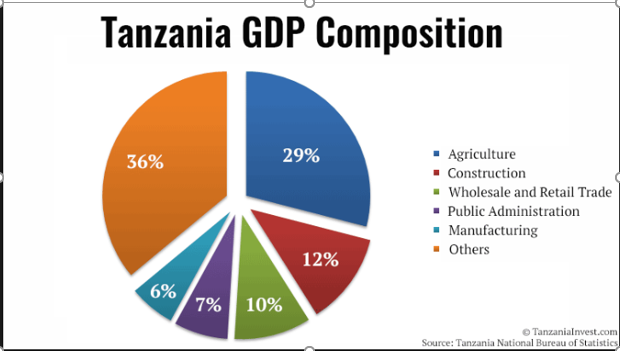 Tanzania GDP Composition
36%
29%
12%
10%
7%
6%
Agriculture
Construction
Wholesale and Retail Trade
Public Administration
Manufacturing
Others
© TanzaniaInvest.com
Source: Tanzania National Bureau of Statistics